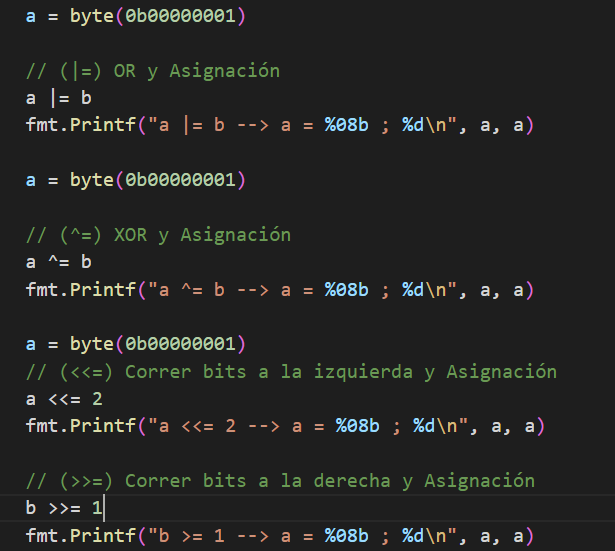 a = byte(0b00000001)
// (|=) OR y Asignación
a |= b
fmt.Printf("a |= b --> a = %08b ; %d\n", a, a)
a = byte(0b00000001)
// (^=) XOR y Asignación
a ^= b
fmt.Printf("a ^= b --> a = %08b ; %d\n", a, a)
a = byte(0b00000001)
// (<<=) Correr bits a la izquierda y Asignación
a <<= 2
fmt.Printf("a <<= 2 --> a = %08b ; %d\n", a, a)
// (>>=) Correr bits a la derecha y Asignación
b >>= 1
fmt.Printf("b >= 1 --> a = %08b ; %d\n", a, a)